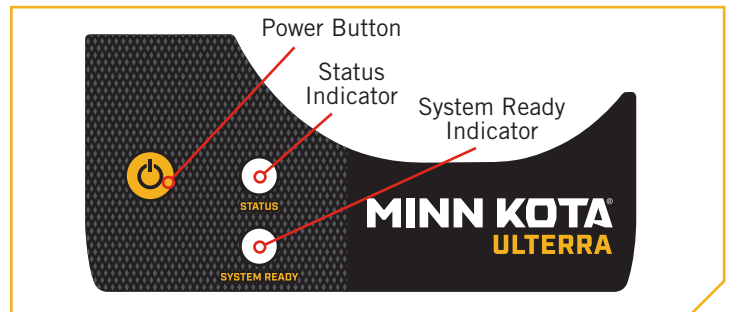 Power Button
Status
Indicator
System Ready
Indicator
STATUS
MINN KOTA®
ULTERRA
SYSTEM READY